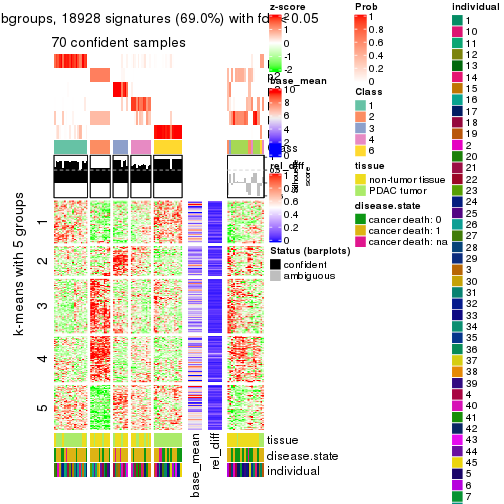 bgroups, 18928 signatures (69.0%) with fd < 0.05
70 confident samples
k-means with 5 groups
1
2
3
4
5
base_mean
rel_diff
tissue
disease.state
individual
z-score
2
1
0
-1
-2
base_mean
10
8
6
4
2
0
rel_diff
1
0.8
0.6
0.4
0.2
0
Silhouette
score
Status (barplots)
confident
ambiguous
Prob
1
0.8
0.6
0.4
0.2
0
Class
1
2
3
4
6
tissue
non-tumor tissue
PDAC tumor
disease.state
cancer death: 0
cancer death: 1
cancer death: na
individual
1
10
11
12
13
14
15
16
17
18
19
2
20
21
22
23
24
25
26
27
28
29
3
30
31
32
33
34
35
36
37
38
39
4
40
41
42
43
44
45
5
6
7